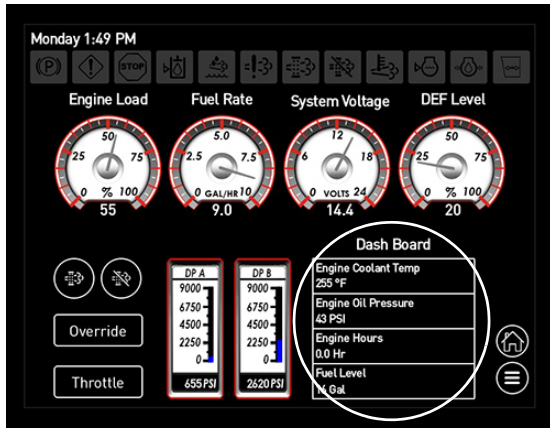 Monday 1:49 PM
(P) STOP
Engine Load Fuel Rate System Voltage DEF Level
50 5.0 12 50
25 75 2.5 7.5 6 18 25 75
0 % 100 0 GAL/HR 10 0 VOLTS 24 0 % 100
55 9.0 14.4 20
Dash Board
DP A DP B Engine Coolant Temp
9000 9000 255 °F
6750 6750 Engine Oil Pressure
4500 4500 43 PSI
Override 2250 2250 Engine Hours
0 0 0.0 Hr
Fuel Level
Throttle 655 PSI 2620 PSI Gal